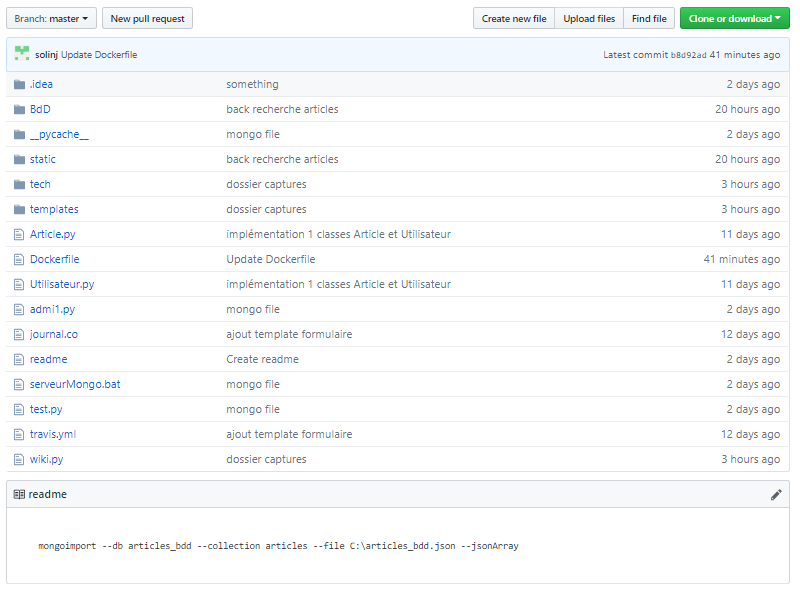 Branch: master New pull request Create new file Upload files Find file Clone or download
solinj Update Dockerfile Latest commit b8d92ad 41 minutes ago
.idea something 2 days ago
BdD back recherche articles 20 hours ago
__pycache__ mongo file 2 days ago
static back recherche articles 20 hours ago
tech dossier captures 3 hours ago
templates dossier captures 3 hours ago
Article.py implémentation 1 classes Article et Utilisateur 11 days ago
Dockerfile Update Dockerfile 41 minutes ago
Utilisateur.py implémentation 1 classes Article et Utilisateur 11 days ago
admi1.py mongo file 2 days ago
journal.co ajout template formulaire 12 days ago
readme Create readme 2 days ago
serveurMongo.bat mongo file 2 days ago
test.py mongo file 2 days ago
travis.yml ajout template formulaire 12 days ago
wiki.py dossier captures 3 hours ago
readme
mongoimport --db articles_bdd --collection articles --file C:\articles_bdd.json --jsonArray